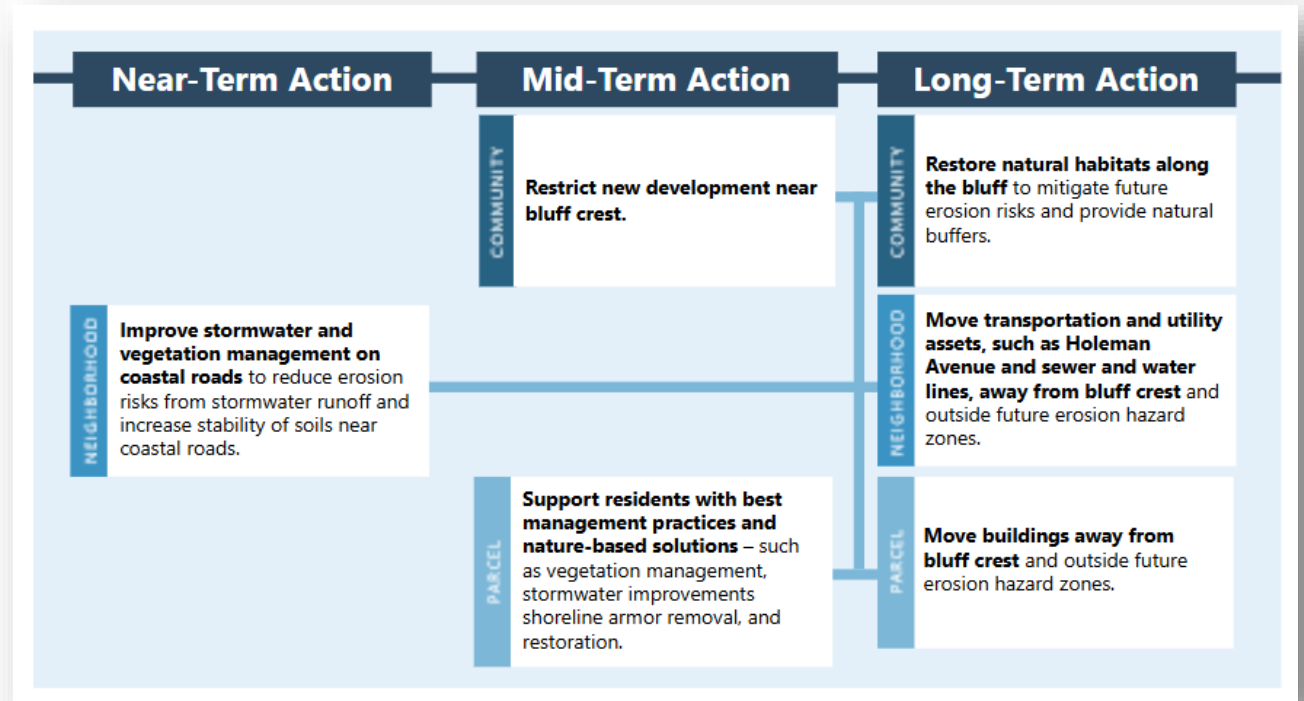 Near-Term Action
Mid-Term Action
Long-Term Action
COMMUNITY
Restrict new development near
bluff crest.
COMMUNITY
Restore natural habitats along
the bluff to mitigate future
erosion risks and provide natural
buffers.
NEIGHBORHOOD
Improve stormwater and
vegetation management on
coastal roads to reduce erosion
risks from stormwater runoff and
increase stability of soils near
coastal roads.
NEIGHBORHOOD
Move transportation and utility
assets, such as Holeman
Avenue and sewer and water
lines, away from bluff crest and
outside future erosion hazard
zones.
PARCEL
Support residents with best
management practices and
nature-based solutions – such
as vegetation management,
stormwater improvements
shoreline armor removal, and
restoration.
PARCEL
Move buildings away from
bluff crest and outside future
erosion hazard zones.